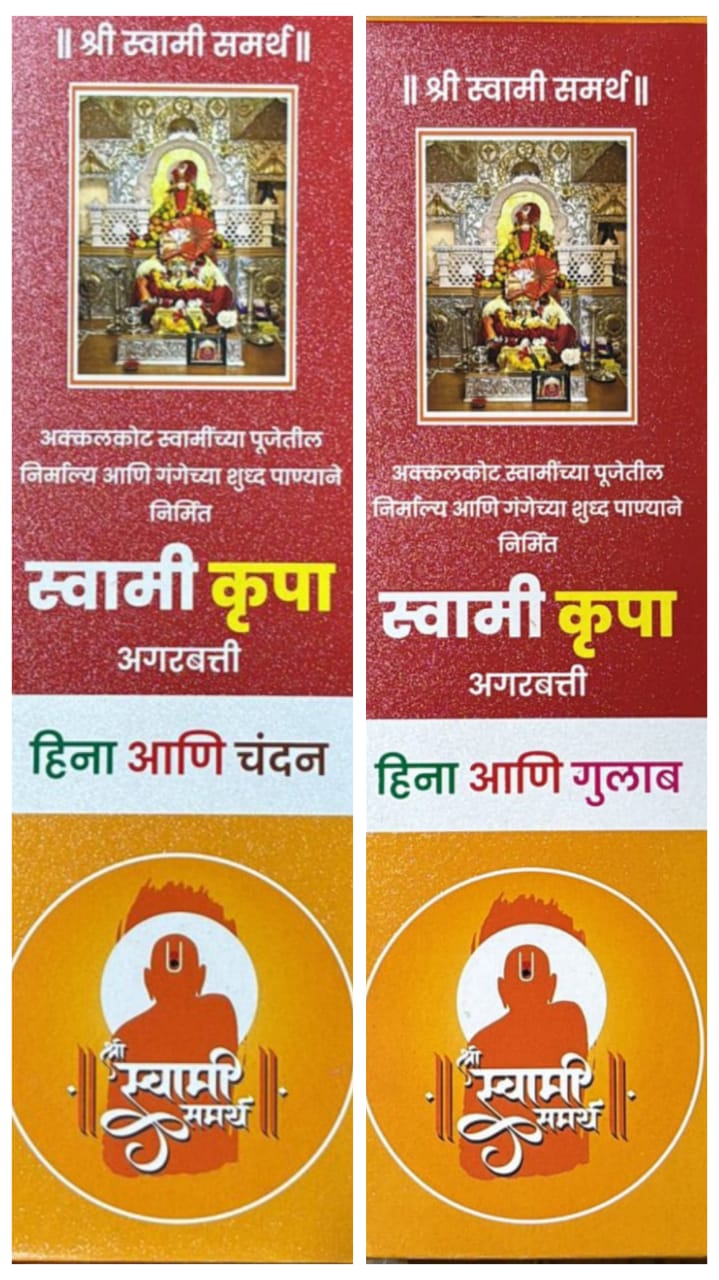 ॥ श्री स्वामी समर्थ ॥
अक्कलकोट स्वामींच्या पूजेतील
निर्माल्य आणि गंगेच्या शुध्द पाण्याने
निर्मित
स्वामी कृपा
अगरबत्ती
हिना आणि चंदन
श्री
स्वामी
समर्थ
॥ श्री स्वामी समर्थ ॥
अक्कलकोट स्वामींच्या पूजेतील
निर्माल्य आणि गंगेच्या शुध्द पाण्याने
निर्मित
स्वामी कृपा
अगरबत्ती
हिना आणि गुलाब
श्री
स्वामी
समर्थ